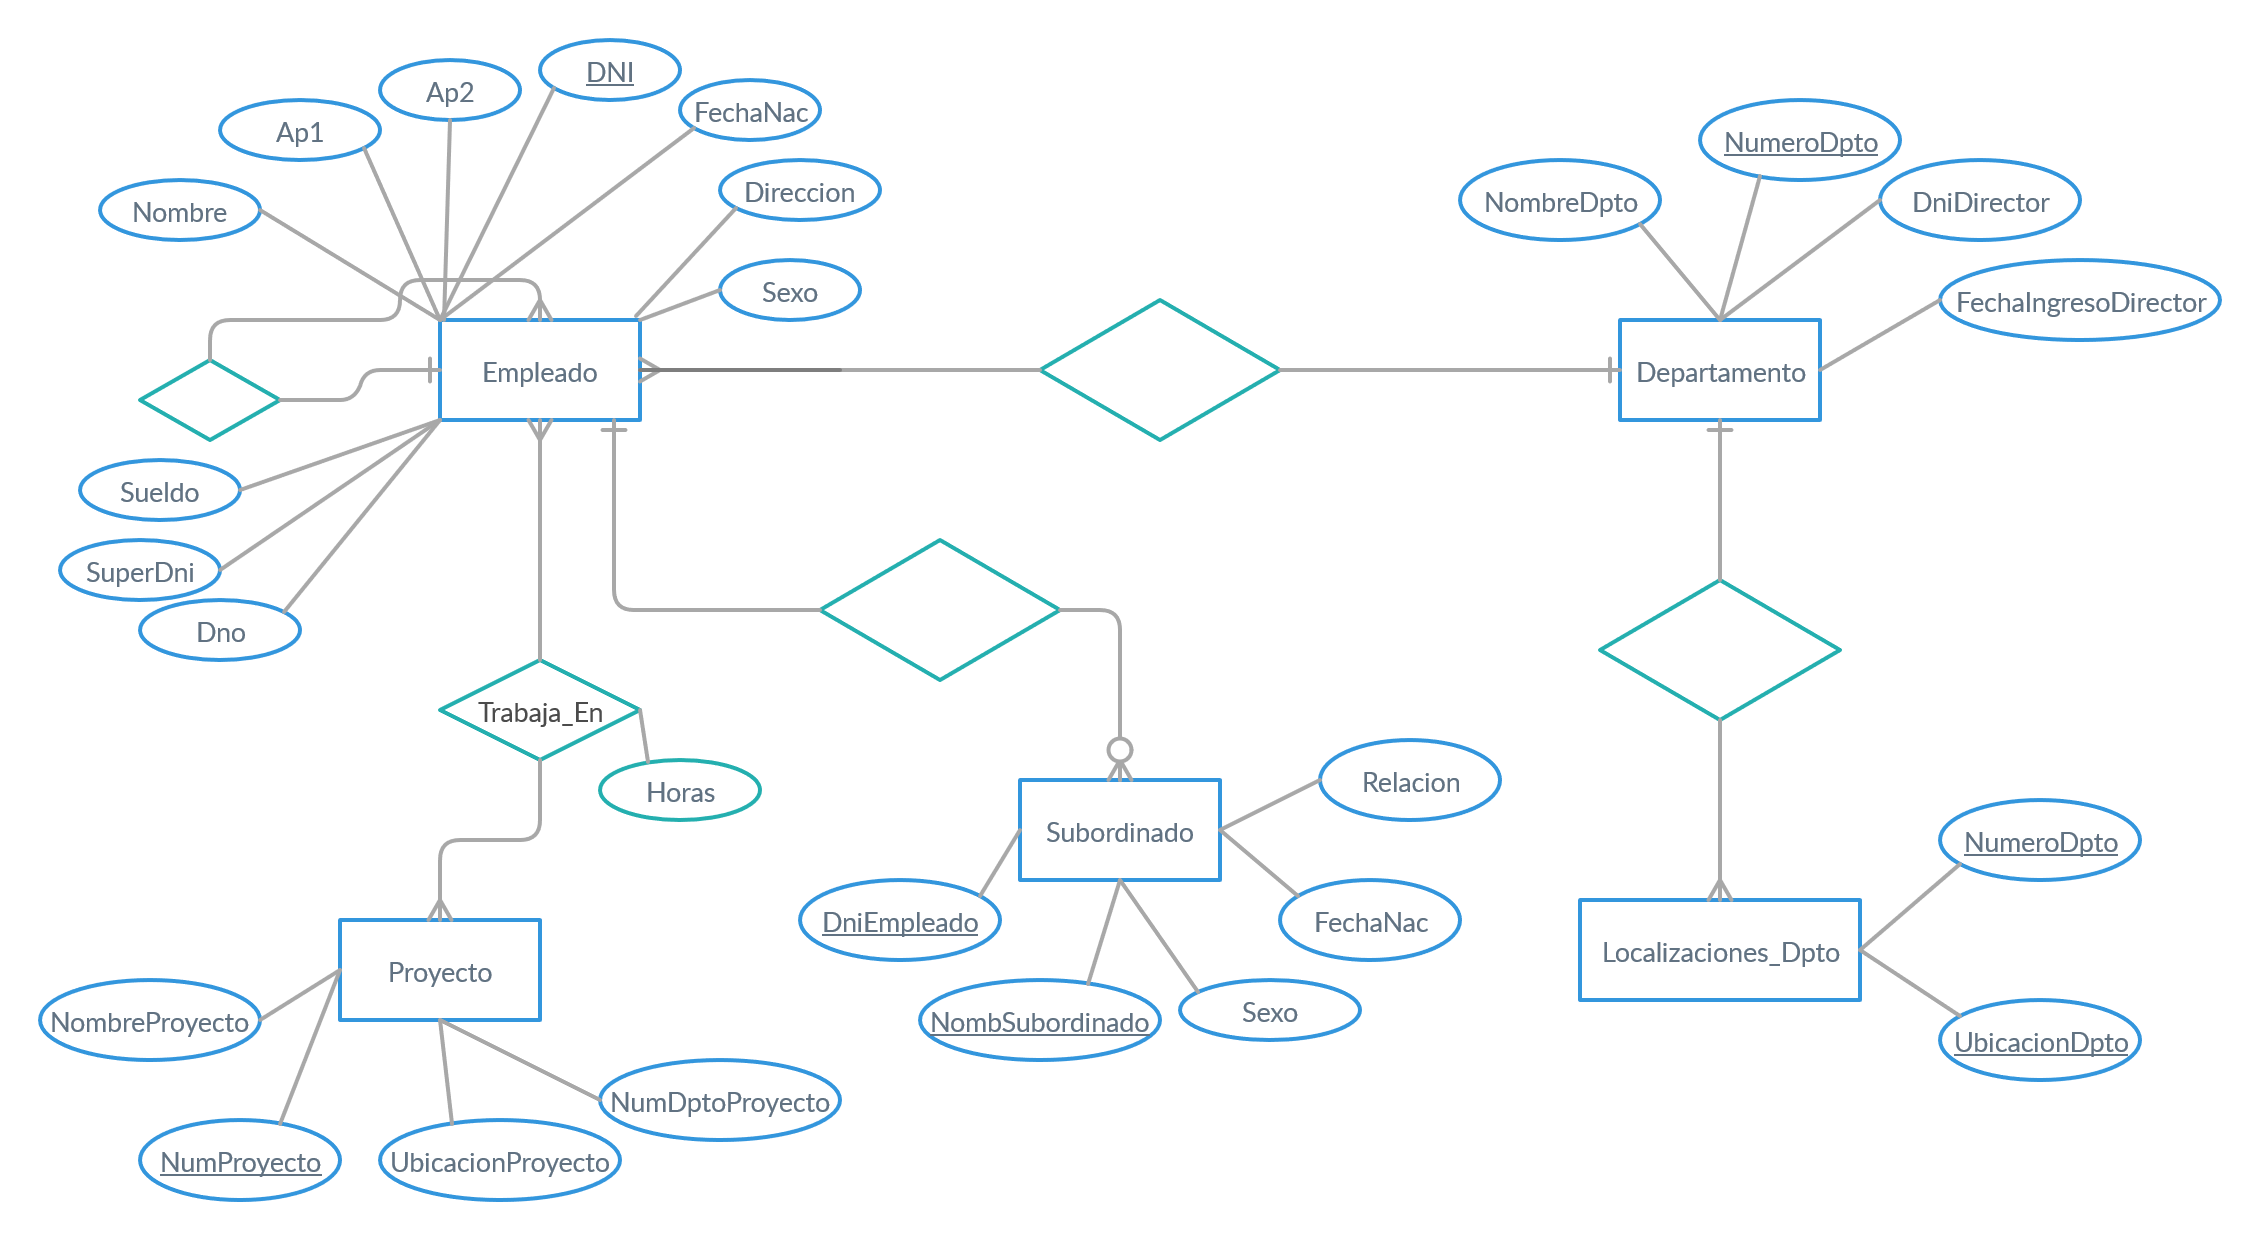 DNI
Ap2
FechaNac
Ap1
Direccion
Nombre
Sexo
NumeroDpto
NombreDpto
DniDirector
FechaIngresoDirector
Empleado
Departamento
Sueldo
SuperDni
Dno
Trabaja_En
Horas
Relacion
Subordinado
NumeroDpto
DniEmpleado
FechaNac
Localizaciones_Dpto
Proyecto
NombreProyecto
NombSubordinado
Sexo
UbicacionDpto
NumDptoProyecto
NumProyecto
UbicacionProyecto